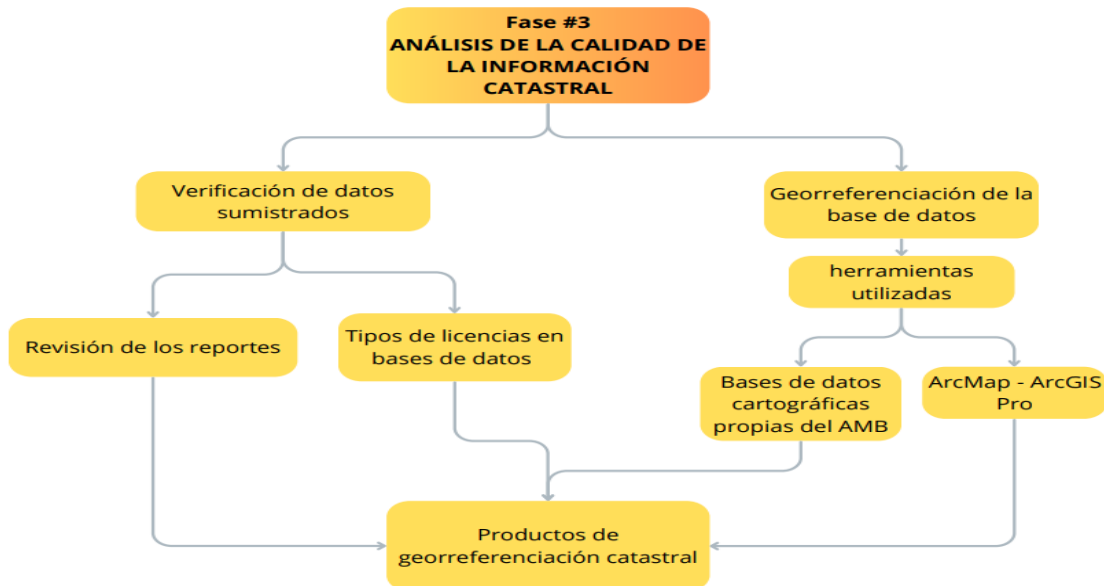 Fase #3
ANÁLISIS DE LA CALIDAD DE
LA INFORMACIÓN
CATASTRAL
Verificación de datos
sumistrados
Georreferenciación de la
base de datos
herramientas
utilizadas
Revisión de los reportes
Tipos de licencias en
bases de datos
Bases de datos
cartográficas
propias del AMB
ArcMap - ArcGIS
Pro
Productos de
georreferenciación catastral